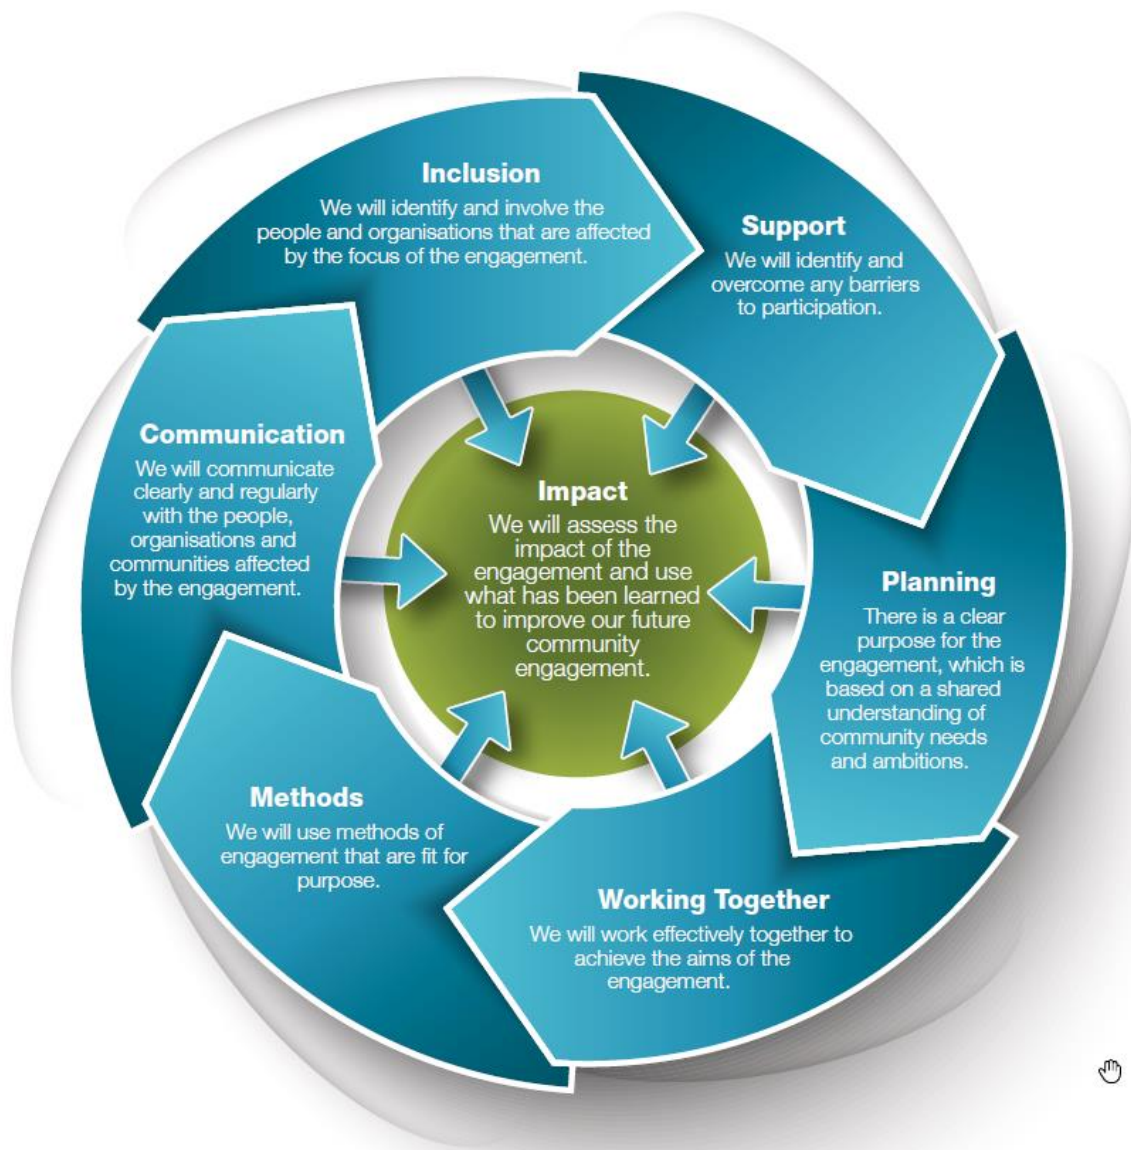 Inclusion
We will identify and involve the
people and organisations that are affected
by the focus of the engagement.
Support
We will identify and
overcome any barriers
to participation.
Planning
There is a clear
purpose for the
engagement, which is
based on a shared
understanding of
community needs
and ambitions.
Working Together
We will work effectively together to
achieve the aims of the
engagement.
Methods
We will use methods of
engagement that are fit for
purpose.
Communication
We will communicate
clearly and regularly
with the people,
organisations and
communities affected
by the engagement.
Impact
We will assess the
impact of the
engagement and use
what has been learned
to improve our future
community
engagement.